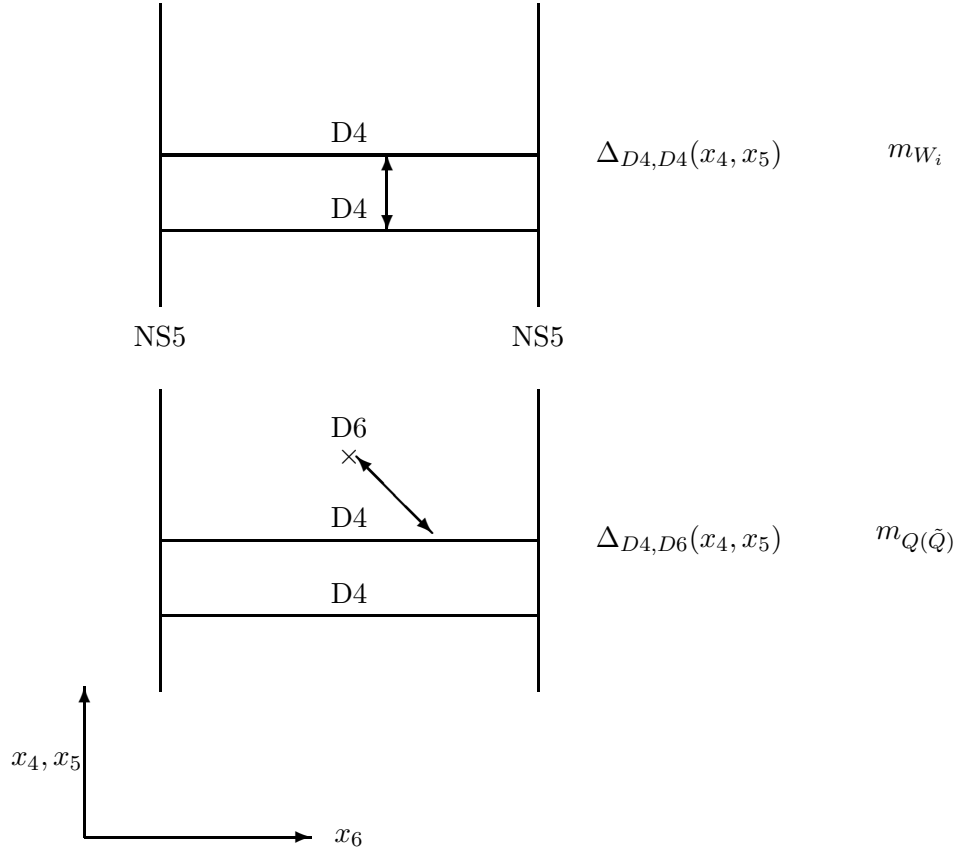 D4
Δ_{D4,D4}(x_4, x_5) m_{W_i}
D4
NS5 NS5
D6
×
D4
Δ_{D4,D6}(x_4, x_5) m_{Q(\tilde{Q})}
D4
x_4, x_5
x_6